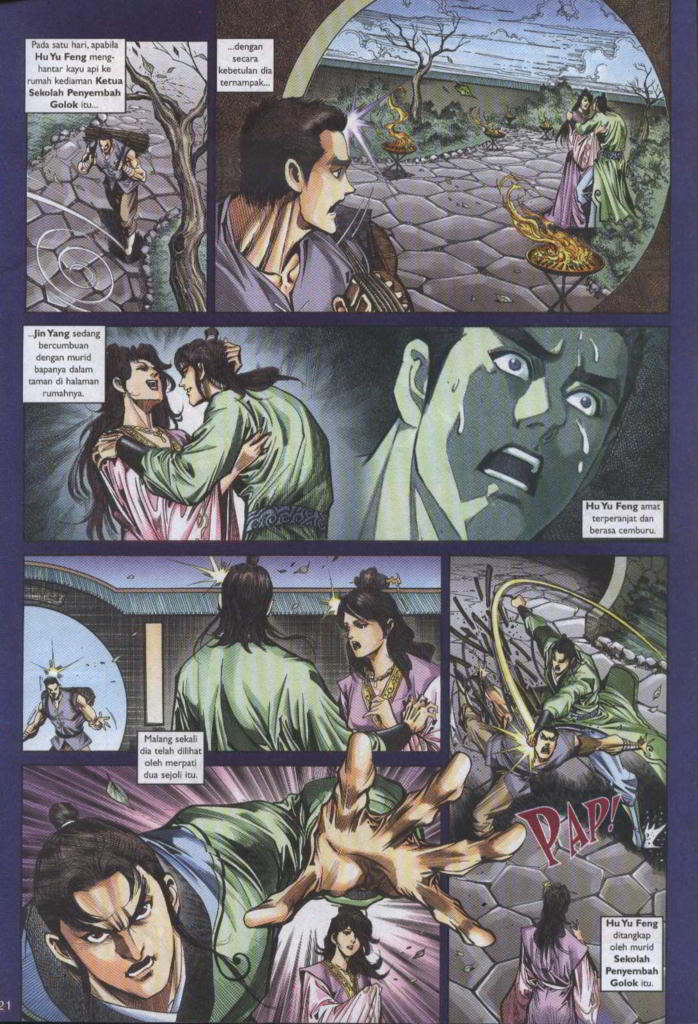 Pada satu hari, apabila
Hu Yu Feng meng-
hantar kayu api ke
rumah kediaman Ketua
Sekolah Penyembah
Golok itu...
...dengan
secara
kebetulan dia
ternampak...
...Jin Yang sedang
bercumbuan
dengan murid
bapanya dalam
taman di halaman
rumahnya.
Hu Yu Feng amat
terperanjat dan
berasa cemburu.
Malang sekali
dia telah dilihat
oleh merpati
dua sejoli itu.
PAP!
Hu Yu Feng
ditangkap
oleh murid
Sekolah
Penyembah
Golok itu.
21